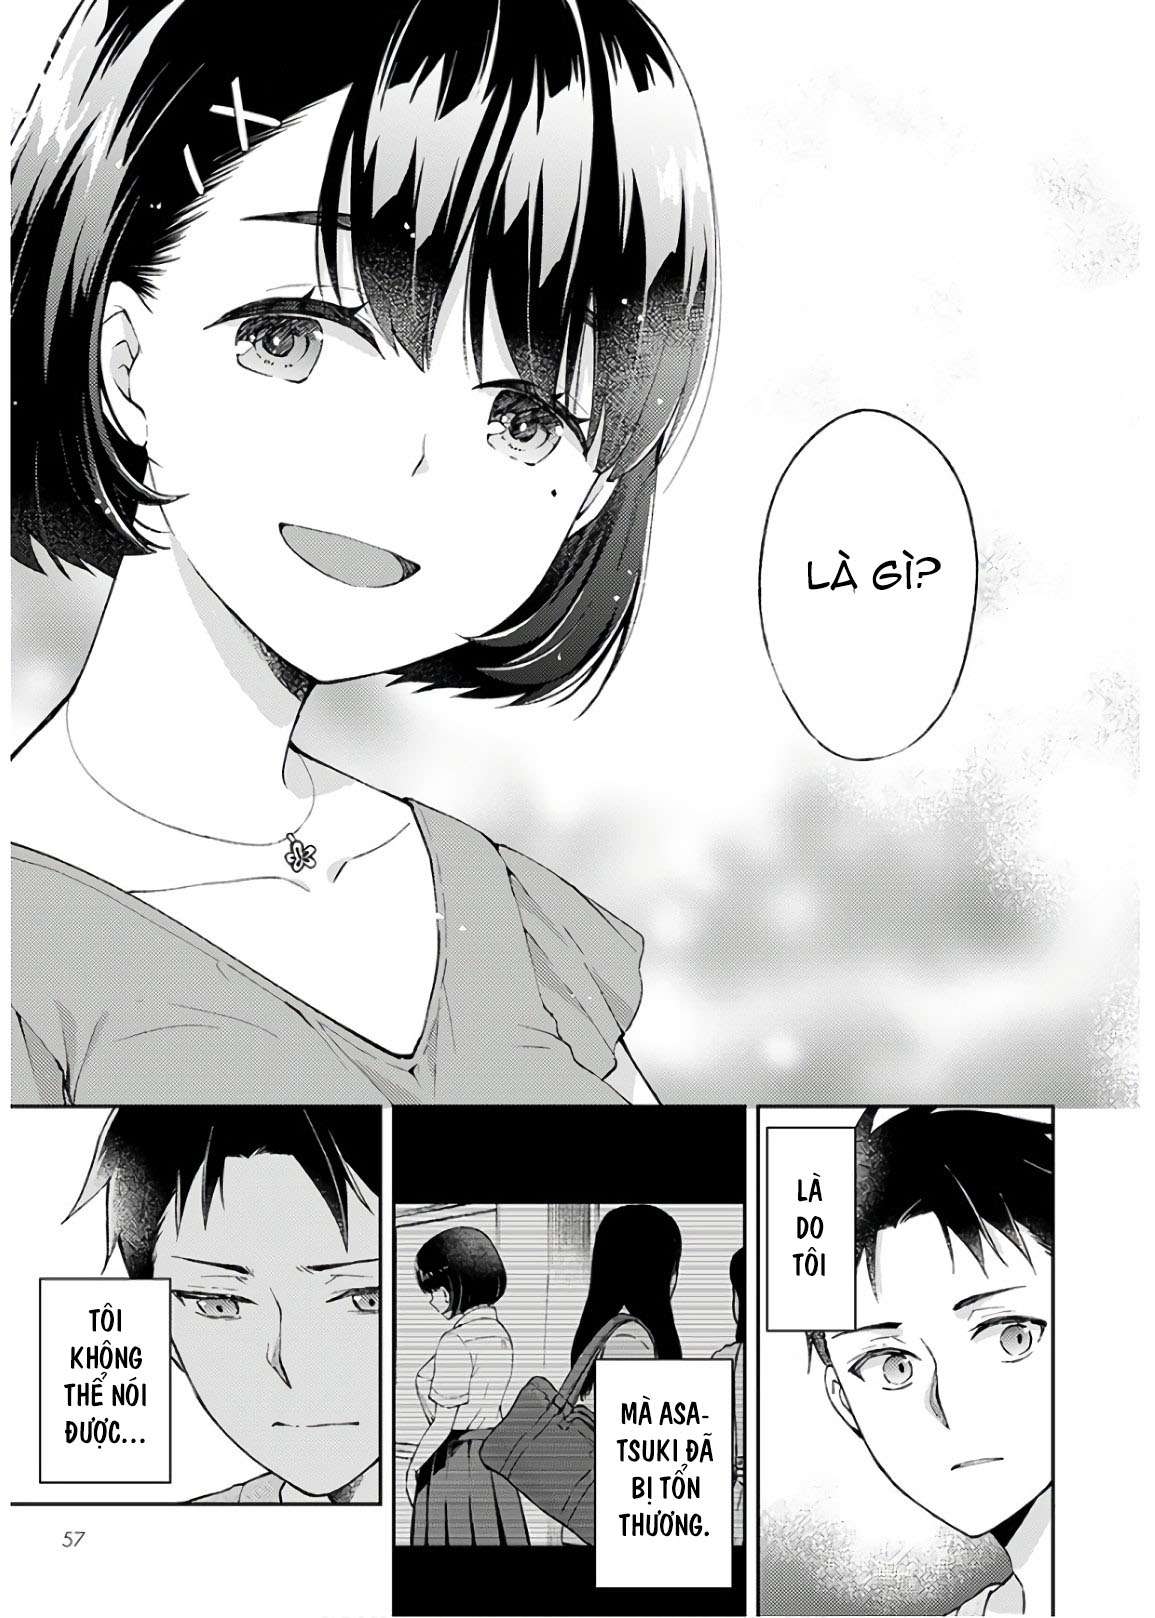 LÀ GÌ?
LÀ
DO
TÔI
MÀ ASA-
TSUKI ĐÃ
BỊ TỔN
THƯƠNG.
TÔI
KHÔNG
THỂ NÓI
ĐƯỢC...
57